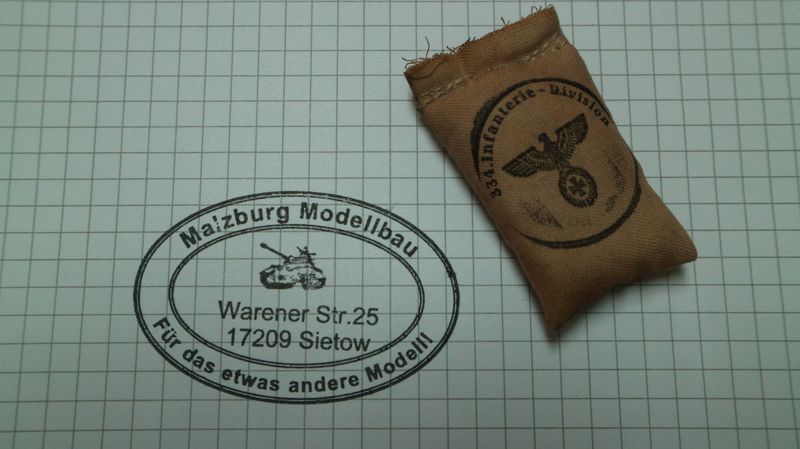 334.Infanterie-Division
Malzburg Modellbau
Warener Str.25
17209 Sietow
Für das etwas andere Modell!